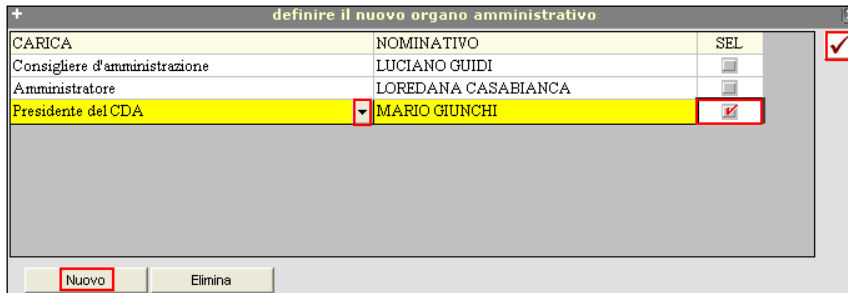 definire il nuovo organo amministrativo
CARICA NOMINATIVO SEL
Consigliere d'amministrazione LUCIANO GUIDI
Amministratore LOREDANA CASABIANCA
Presidente del CDA MARIO GIUNCHI
Nuovo Elimina